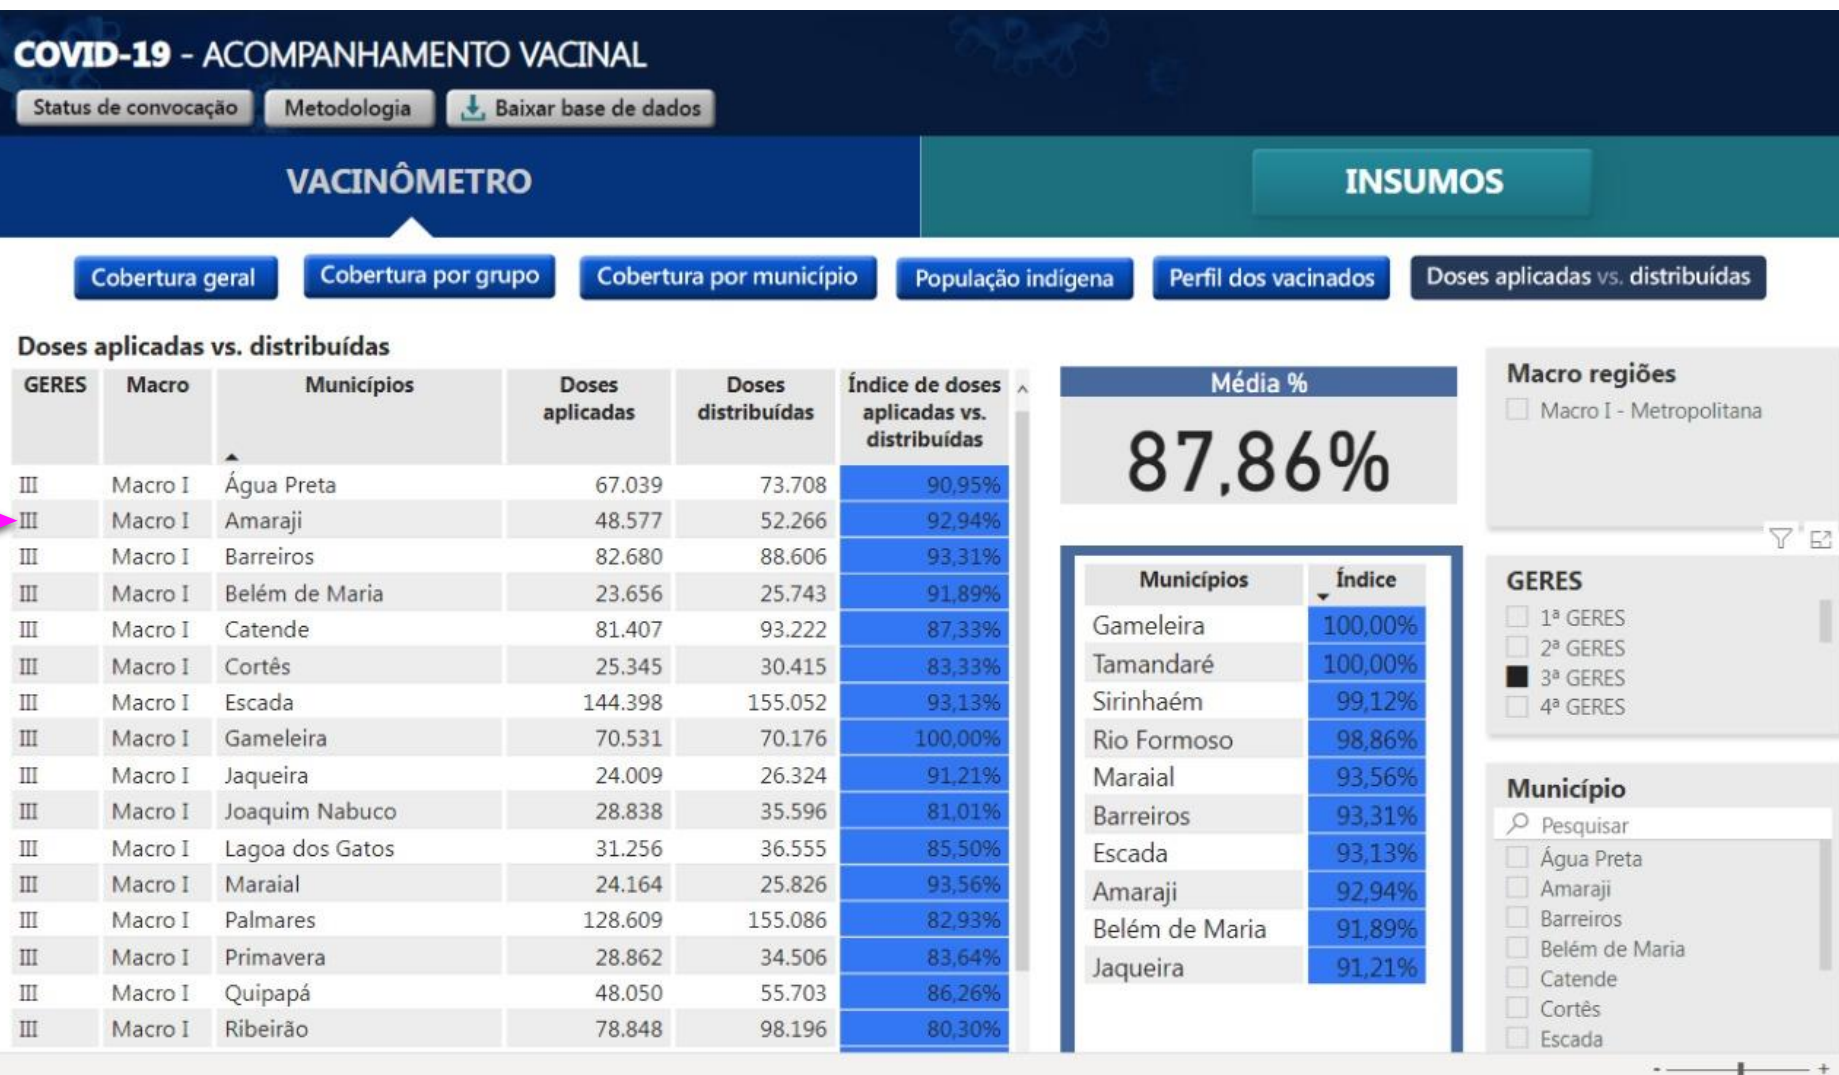 COVID-19 - ACOMPANHAMENTO VACINAL
Status de convocação Metodologia Baixar base de dados
VACINÔMETRO INSUMOS
Cobertura geral Cobertura por grupo Cobertura por município População indígena Perfil dos vacinados Doses aplicadas vs. distribuídas
Doses aplicadas vs. distribuídas
GERES Macro Municípios Doses aplicadas Doses distribuídas Índice de doses aplicadas vs. distribuídas
III Macro I Água Preta 67.039 73.708 90,95%
III Macro I Amaraji 48.577 52.266 92,94%
III Macro I Barreiros 82.680 88.606 93,31%
III Macro I Belém de Maria 23.656 25.743 91,89%
III Macro I Catende 81.407 93.222 87,33%
III Macro I Cortês 25.345 30.415 83,33%
III Macro I Escada 144.398 155.052 93,13%
III Macro I Gameleira 70.531 70.176 100,00%
III Macro I Jaqueira 24.009 26.324 91,21%
III Macro I Joaquim Nabuco 28.838 35.596 81,01%
III Macro I Lagoa dos Gatos 31.256 36.555 85,50%
III Macro I Maraial 24.164 25.826 93,56%
III Macro I Palmares 128.609 155.086 82,93%
III Macro I Primavera 28.862 34.506 83,64%
III Macro I Quipapá 48.050 55.703 86,26%
III Macro I Ribeirão 78.848 98.196 80,30%
Média %
87,86%
Municípios Índice
Gameleira 100,00%
Tamandaré 100,00%
Sirinhaém 99,12%
Rio Formoso 98,86%
Maraial 93,56%
Barreiros 93,31%
Escada 93,13%
Amaraji 92,94%
Belém de Maria 91,89%
Jaqueira 91,21%
Macro regiões
Macro I - Metropolitana
GERES
1ª GERES
2ª GERES
3ª GERES
4ª GERES
Município
Pesquisar
Água Preta
Amaraji
Barreiros
Belém de Maria
Catende
Cortês
Escada
- +